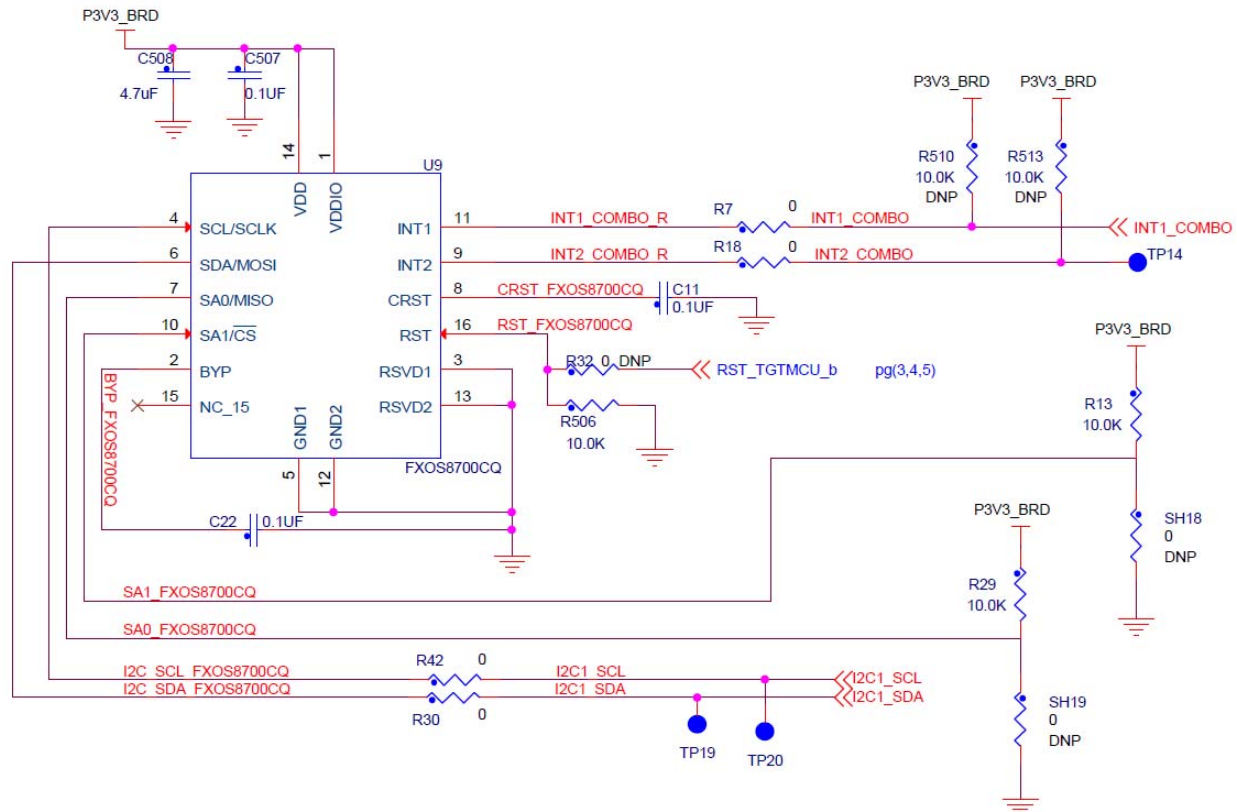 P3V3_BRD
C508
4.7uF
C507
0.1UF
P3V3_BRD
P3V3_BRD
R510
10.0K
DNP
R513
10.0K
DNP
14
1
U9
VDD
VDDIO
4
SCL/SCLK
6
SDA/MOSI
7
SA0/MISO
10
SA1/CS
2
BYP
15
NC_15
INT1
11
INT1_COMBO_R
R7
0
INT1_COMBO
INT1_COMBO
INT2
9
INT2_COMBO_R
R18
0
INT2_COMBO
TP14
CRST
8
CRST_FXOS8700CQ
C11
0.1UF
RST
16
RST_FXOS8700CQ
R32 0 DNP
RST_TGTMCU_b pg(3,4,5)
RSVD1
3
RSVD2
13
R506
10.0K
GND1
GND2
5
12
FXOS8700CQ
BYP_FXOS8700CQ
C22
0.1UF
P3V3_BRD
R13
10.0K
SH18
0
DNP
P3V3_BRD
R29
10.0K
SH19
0
DNP
SA1_FXOS8700CQ
SA0_FXOS8700CQ
I2C_SCL_FXOS8700CQ
R42
0
I2C1_SCL
I2C1_SCL
I2C_SDA_FXOS8700CQ
R30
0
I2C1_SDA
I2C1_SDA
TP19
TP20